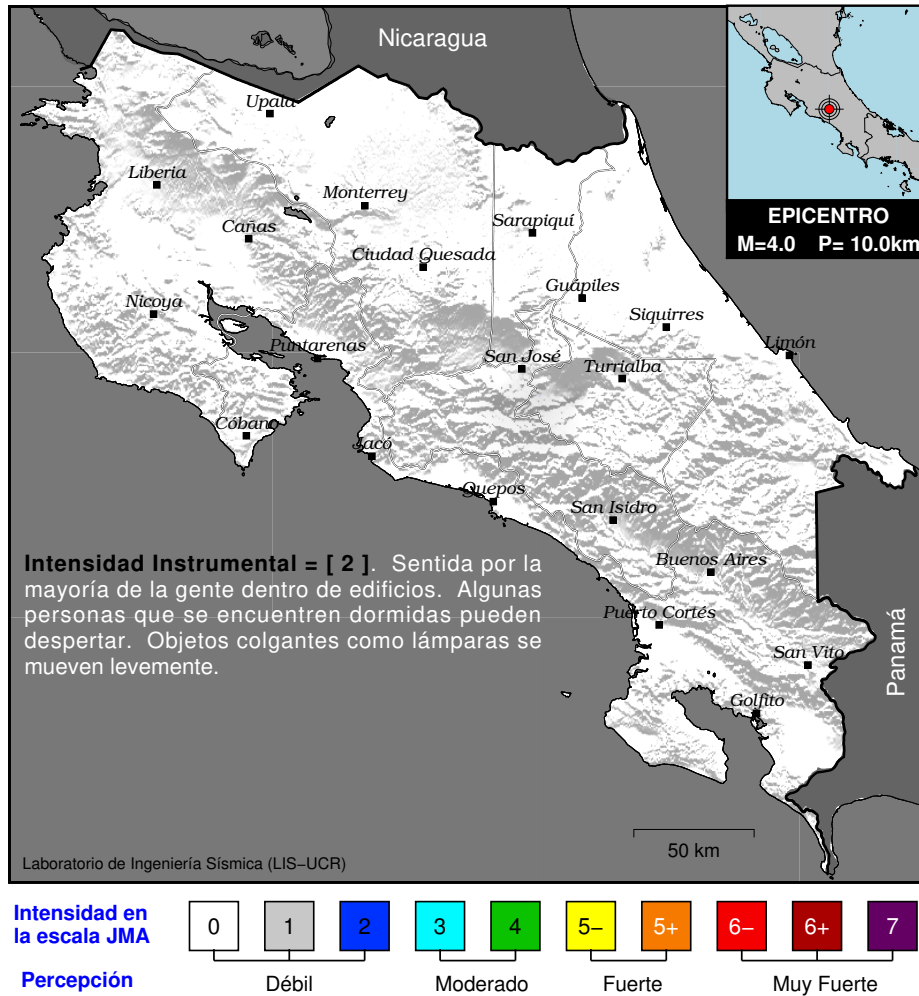 Nicaragua
Upala
Liberia
Monterrey
Cañas
Sarapiquí
Ciudad Quesada
Guápiles
Nicoya
Siquirres
Puntarenas
San José
Limón
Turrialba
Cóbano
Jacó
Quepos
San Isidro
Buenos Aires
Puerto Cortés
San Vito
Golfito
Panamá
EPICENTRO
M=4.0 P= 10.0km
Intensidad Instrumental = [ 2 ]. Sentida por la
mayoría de la gente dentro de edificios. Algunas
personas que se encuentren dormidas pueden
despertar. Objetos colgantes como lámparas se
mueven levemente.
50 km
Laboratorio de Ingeniería Sísmica (LIS−UCR)
Intensidad en
la escala JMA
0 1 2 3 4 5− 5+ 6− 6+ 7
Percepción
Débil Moderado Fuerte Muy Fuerte